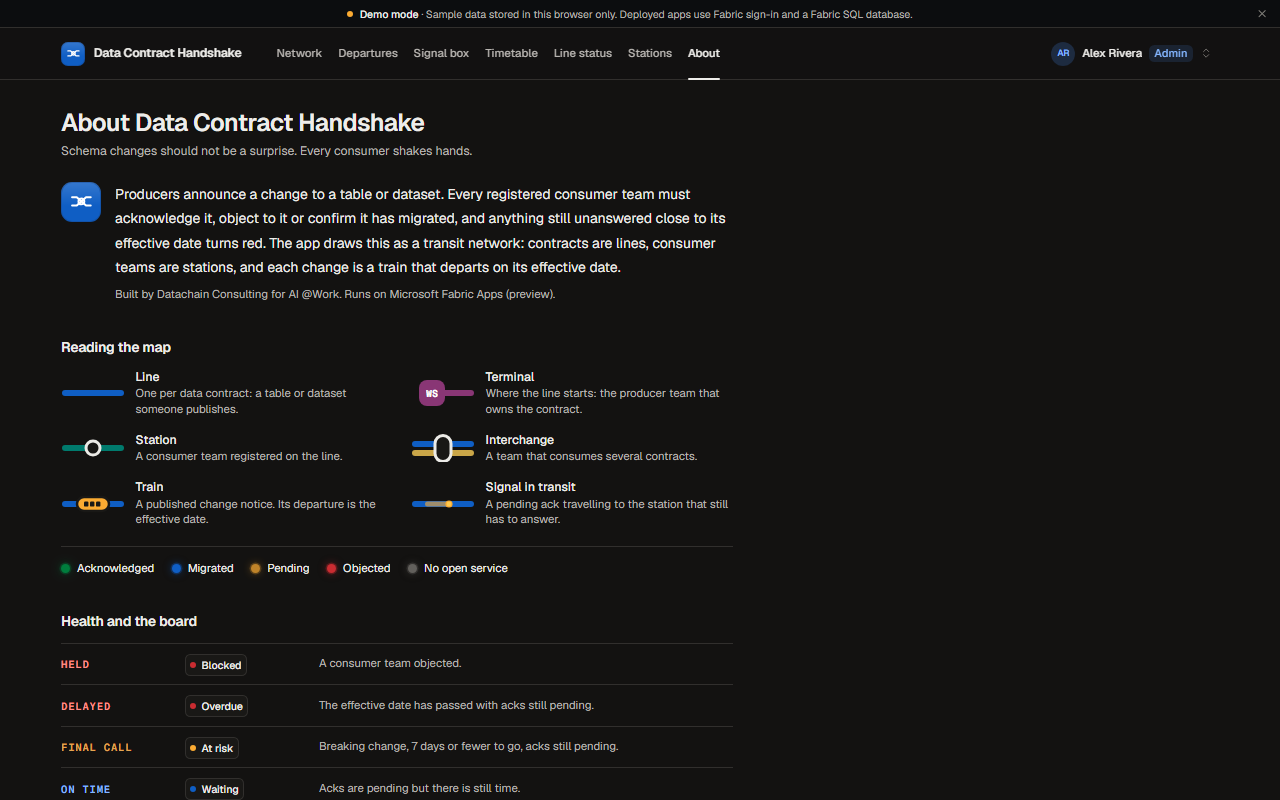 Demo mode · Sample data stored in this browser only. Deployed apps use Fabric sign-in and a Fabric SQL database.
Data Contract Handshake
Network
Departures
Signal box
Timetable
Line status
Stations
About
AR
Alex Rivera
Admin
About Data Contract Handshake
Schema changes should not be a surprise. Every consumer shakes hands.
Producers announce a change to a table or dataset. Every registered consumer team must
acknowledge it, object to it or confirm it has migrated, and anything still unanswered close to its
effective date turns red. The app draws this as a transit network: contracts are lines, consumer
teams are stations, and each change is a train that departs on its effective date.
Built by Datachain Consulting for AI @Work. Runs on Microsoft Fabric Apps (preview).
Reading the map
Line
One per data contract: a table or dataset
someone publishes.
WS
Terminal
Where the line starts: the producer team that
owns the contract.
Station
A consumer team registered on the line.
Interchange
A team that consumes several contracts.
Train
A published change notice. Its departure is the
effective date.
Signal in transit
A pending ack travelling to the station that still
has to answer.
Acknowledged
Migrated
Pending
Objected
No open service
Health and the board
HELD
Blocked
A consumer team objected.
DELAYED
Overdue
The effective date has passed with acks still pending.
FINAL CALL
At risk
Breaking change, 7 days or fewer to go, acks still pending.
ON TIME
Waiting
Acks are pending but there is still time.